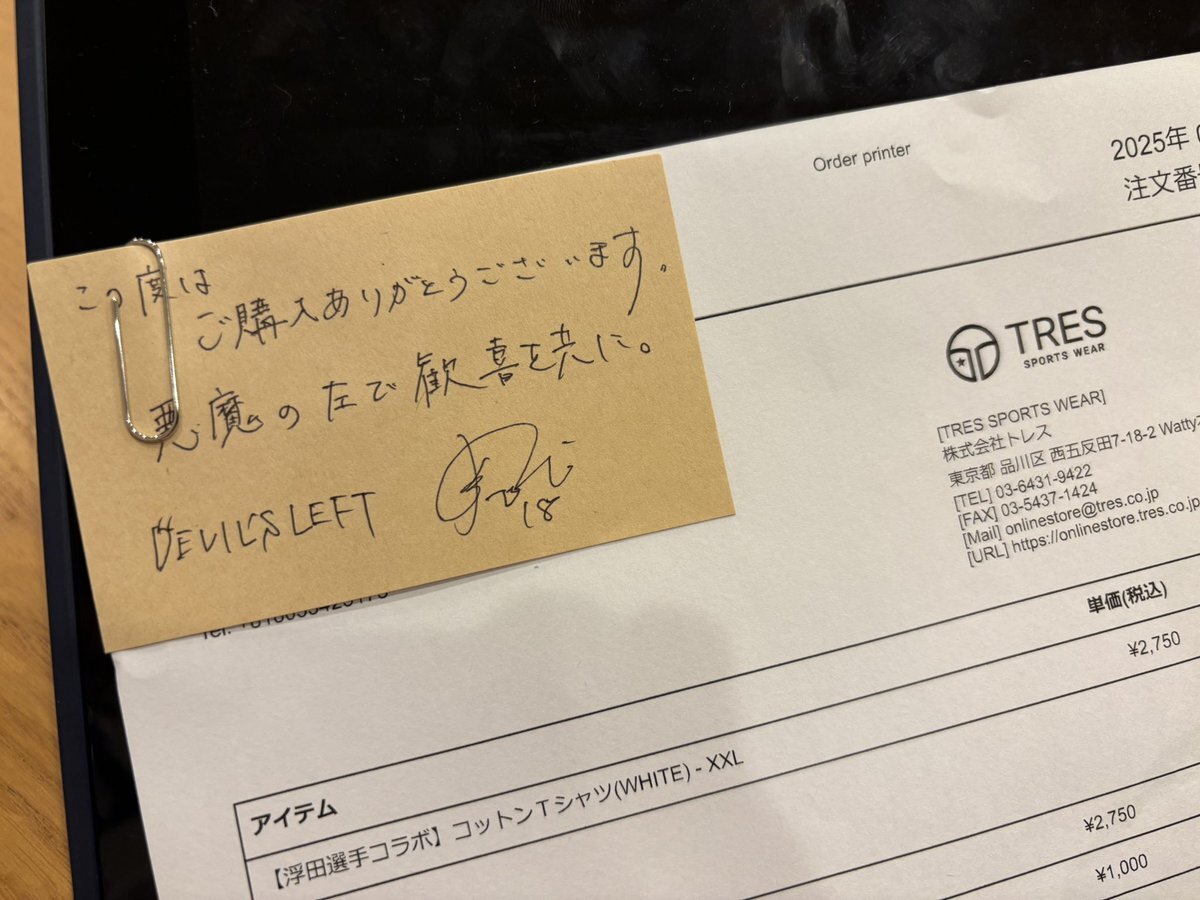 この度は
ご購入ありがとうございます。
悪魔の左で歓喜を共に。
DEVIL'S LEFT
18
Order printer
2025年
注文番号
TRES
SPORTS WEAR
[TRES SPORTS WEAR]
株式会社トレス
東京都 品川区 西五反田7-18-2 Watty
[TEL] 03-6431-9422
[FAX] 03-5437-1424
[Mail] onlinestore@tres.co.jp
[URL] https://onlinestore.tres.co.jp
単価(税込)
¥2,750
アイテム
【浮田選手コラボ】コットンTシャツ(WHITE) - XXL
¥2,750
¥1,000